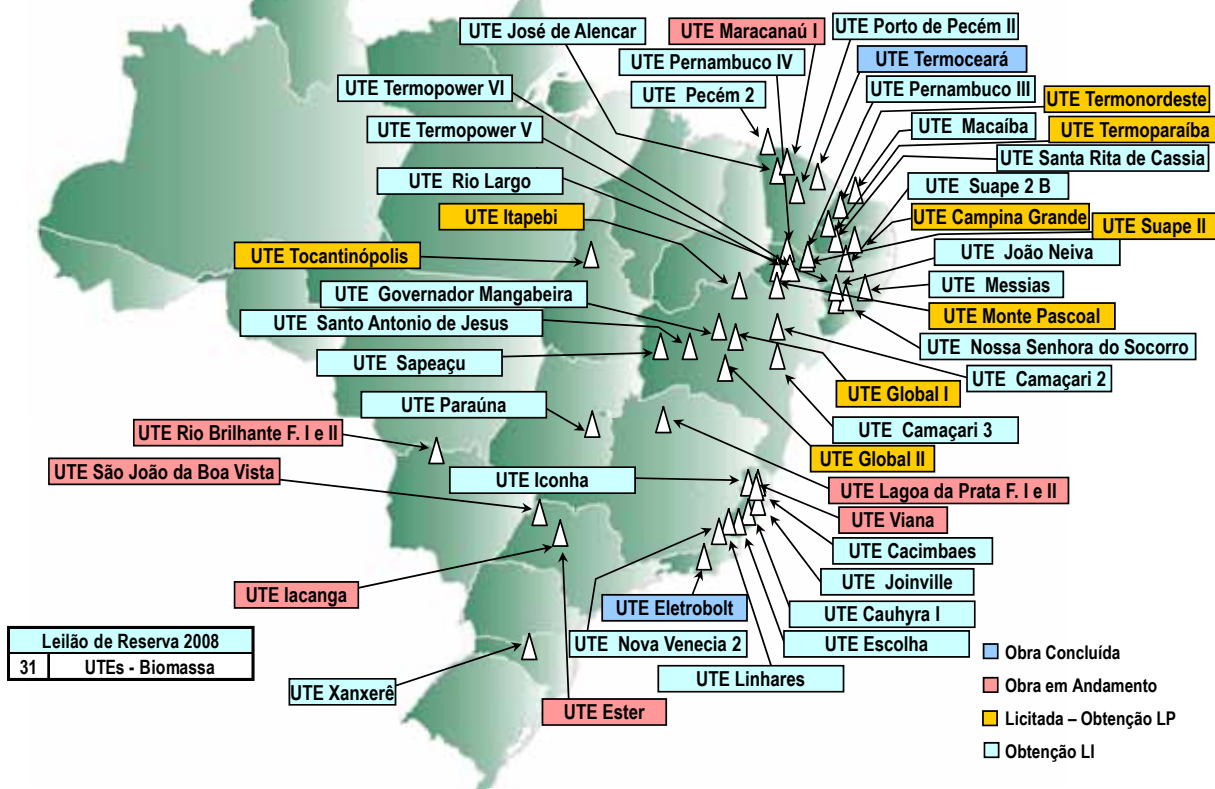 UTE José de Alencar
UTE Maracanaú I
UTE Porto de Pecém II
UTE Pernambuco IV
UTE Termoceará
UTE Termopower VI
UTE Pecém 2
UTE Pernambuco III
UTE Termonordeste
UTE Termopower V
UTE Macaíba
UTE Termoparaíba
UTE Santa Rita de Cassia
UTE Rio Largo
UTE Suape 2 B
UTE Itapebi
UTE Campina Grande
UTE Suape II
UTE Tocantinópolis
UTE João Neiva
UTE Governador Mangabeira
UTE Messias
UTE Monte Pascoal
UTE Santo Antonio de Jesus
UTE Nossa Senhora do Socorro
UTE Sapeaçu
UTE Camaçari 2
UTE Global I
UTE Paraúna
UTE Camaçari 3
UTE Rio Brilhante F. I e II
UTE Global II
UTE São João da Boa Vista
UTE Iconha
UTE Lagoa da Prata F. I e II
UTE Viana
UTE Cacimbaes
UTE Joinville
UTE Iacanga
UTE Eletrobolt
UTE Cauhyra I
UTE Nova Venecia 2
UTE Escolha
Leilão de Reserva 2008
31 UTEs - Biomassa
UTE Linhares
UTE Xanxerê
UTE Ester
Obra Concluída
Obra em Andamento
Licitada – Obtenção LP
Obtenção LI